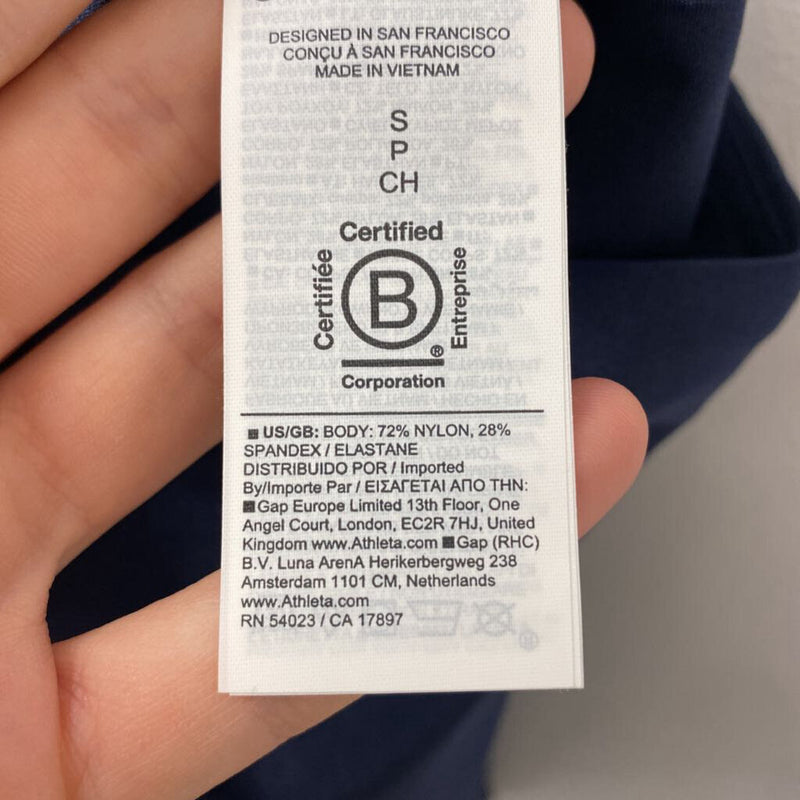 DESIGNED IN SAN FRANCISCO
CONÇU À SAN FRANCISCO
MADE IN VIETNAM
S
P
CH
Certified
Certifiée
B
Entreprise
®
Corporation
US/GB: BODY: 72% NYLON, 28%
SPANDEX / ELASTANE
DISTRIBUIDO POR / Imported
By/Importe Par / ΕΙΣΑΓΕΤΑΙ ΑΠΟ ΤΗΝ:
Gap Europe Limited 13th Floor, One
Angel Court, London, EC2R 7HJ, United
Kingdom www.Athleta.com Gap (RHC)
B.V. Luna ArenA Herikerbergweg 238
Amsterdam 1101 CM, Netherlands
www.Athleta.com
RN 54023 / CA 17897